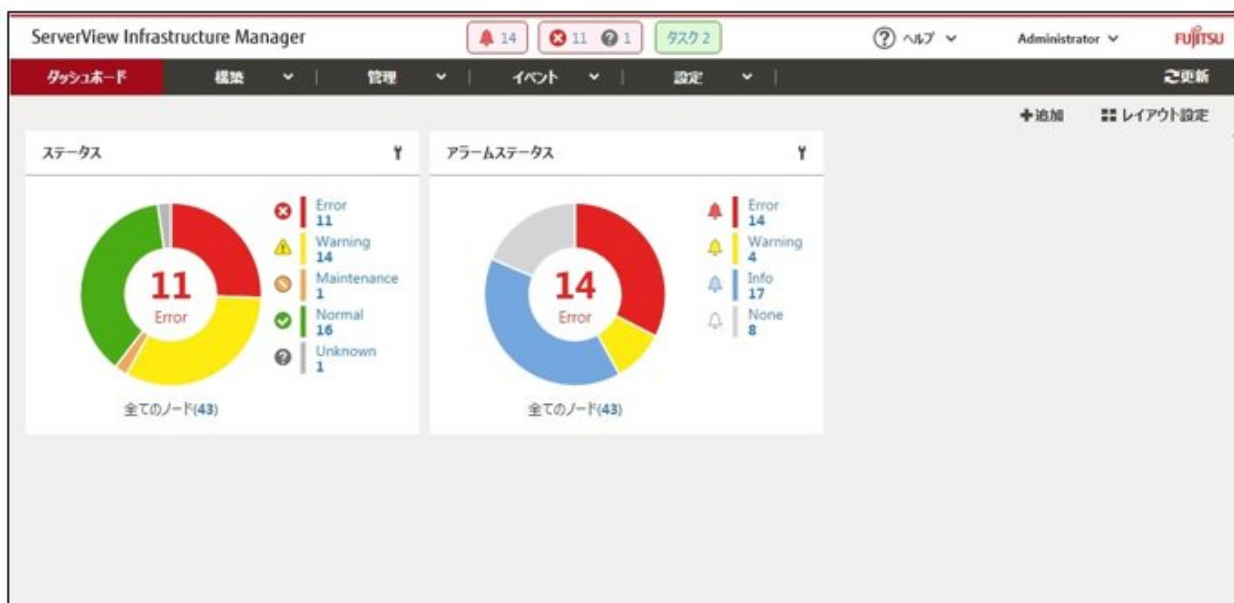 ServerView Infrastructure Manager
14
11
1
タスク 2
ヘルプ
Administrator
FUJITSU
ダッシュボード
構築
管理
イベント
設定
更新
追加
レイアウト設定
ステータス
11
Error
Error
11
Warning
14
Maintenance
1
Normal
16
Unknown
1
全てのノード(43)
アラームステータス
14
Error
Error
14
Warning
4
Info
17
None
8
全てのノード(43)